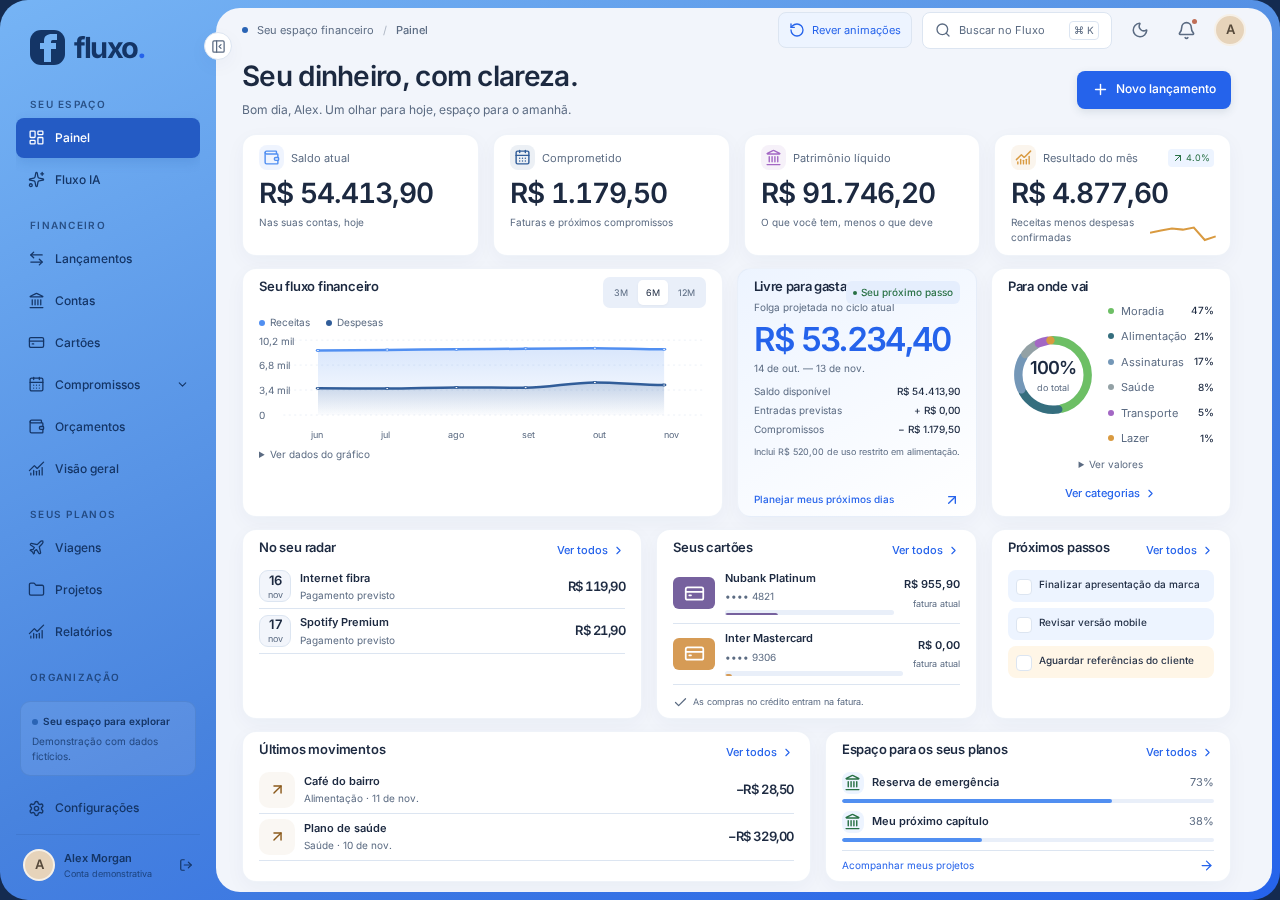 fluxo.
SEU ESPAÇO
Painel
Fluxo IA
FINANCEIRO
Lançamentos
Contas
Cartões
Compromissos
Orçamentos
Visão geral
SEUS PLANOS
Viagens
Projetos
Relatórios
ORGANIZAÇÃO
Seu espaço para explorar
Demonstração com dados
fictícios.
Configurações
A
Alex Morgan
Conta demonstrativa
Seu espaço financeiro / Painel
Rever animações
Buscar no Fluxo
⌘ K
A
Seu dinheiro, com clareza.
Bom dia, Alex. Um olhar para hoje, espaço para o amanhã.
Novo lançamento
Saldo atual
R$ 54.413,90
Nas suas contas, hoje
Comprometido
R$ 1.179,50
Faturas e próximos compromissos
Patrimônio líquido
R$ 91.746,20
O que você tem, menos o que deve
Resultado do mês
4.0%
R$ 4.877,60
Receitas menos despesas
confirmadas
Seu fluxo financeiro
3M 6M 12M
Receitas Despesas
10,2 mil
6,8 mil
3,4 mil
0
jun jul ago set out nov
Ver dados do gráfico
Livre para gasta
Seu próximo passo
Folga projetada no ciclo atual
R$ 53.234,40
14 de out. — 13 de nov.
Saldo disponível R$ 54.413,90
Entradas previstas + R$ 0,00
Compromissos − R$ 1.179,50
Inclui R$ 520,00 de uso restrito em alimentação.
Planejar meus próximos dias
Para onde vai
100%
do total
Moradia 47%
Alimentação 21%
Assinaturas 17%
Saúde 8%
Transporte 5%
Lazer 1%
Ver valores
Ver categorias
No seu radar
Ver todos
16
nov
Internet fibra
Pagamento previsto
R$ 119,90
17
nov
Spotify Premium
Pagamento previsto
R$ 21,90
Seus cartões
Ver todos
Nubank Platinum
•••• 4821
R$ 955,90
fatura atual
Inter Mastercard
•••• 9306
R$ 0,00
fatura atual
As compras no crédito entram na fatura.
Próximos passos
Ver todos
Finalizar apresentação da marca
Revisar versão mobile
Aguardar referências do cliente
Últimos movimentos
Ver todos
Café do bairro
Alimentação · 11 de nov.
−R$ 28,50
Plano de saúde
Saúde · 10 de nov.
−R$ 329,00
Espaço para os seus planos
Ver todos
Reserva de emergência
73%
Meu próximo capítulo
38%
Acompanhar meus projetos